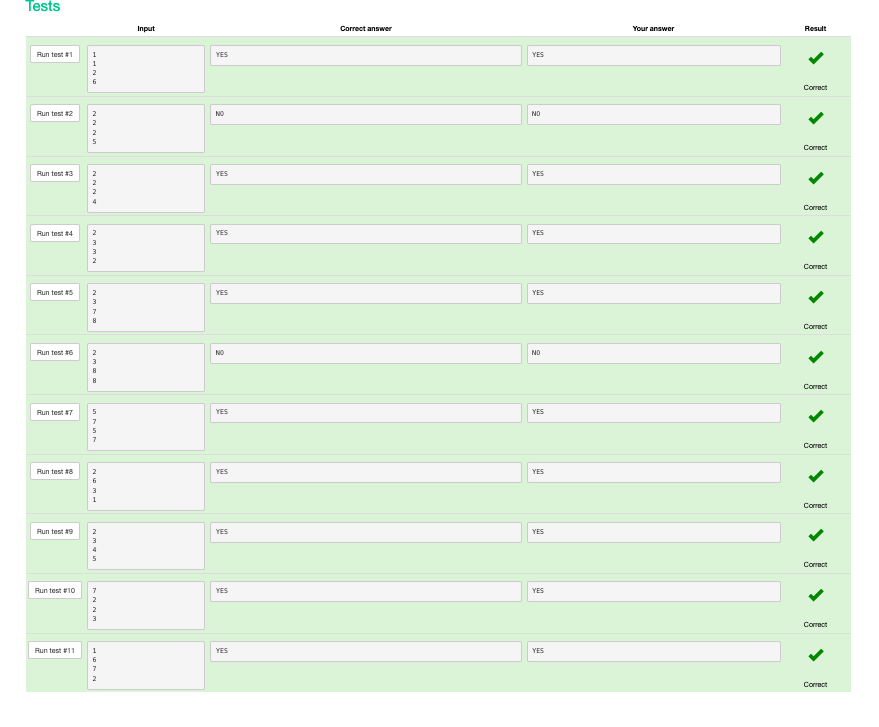 Tests
Input Correct answer Your answer Result
Run test #1 1 YES YES
1
2
6
Correct
Run test #2 2 NO NO
2
2
5
Correct
Run test #3 2 YES YES
2
2
4
Correct
Run test #4 2 YES YES
3
3
2
Correct
Run test #5 2 YES YES
3
7
8
Correct
Run test #6 2 NO NO
3
8
8
Correct
Run test #7 5 YES YES
7
5
7
Correct
Run test #8 2 YES YES
6
3
1
Correct
Run test #9 2 YES YES
3
4
5
Correct
Run test #10 7 YES YES
2
2
3
Correct
Run test #11 1 YES YES
6
7
2
Correct